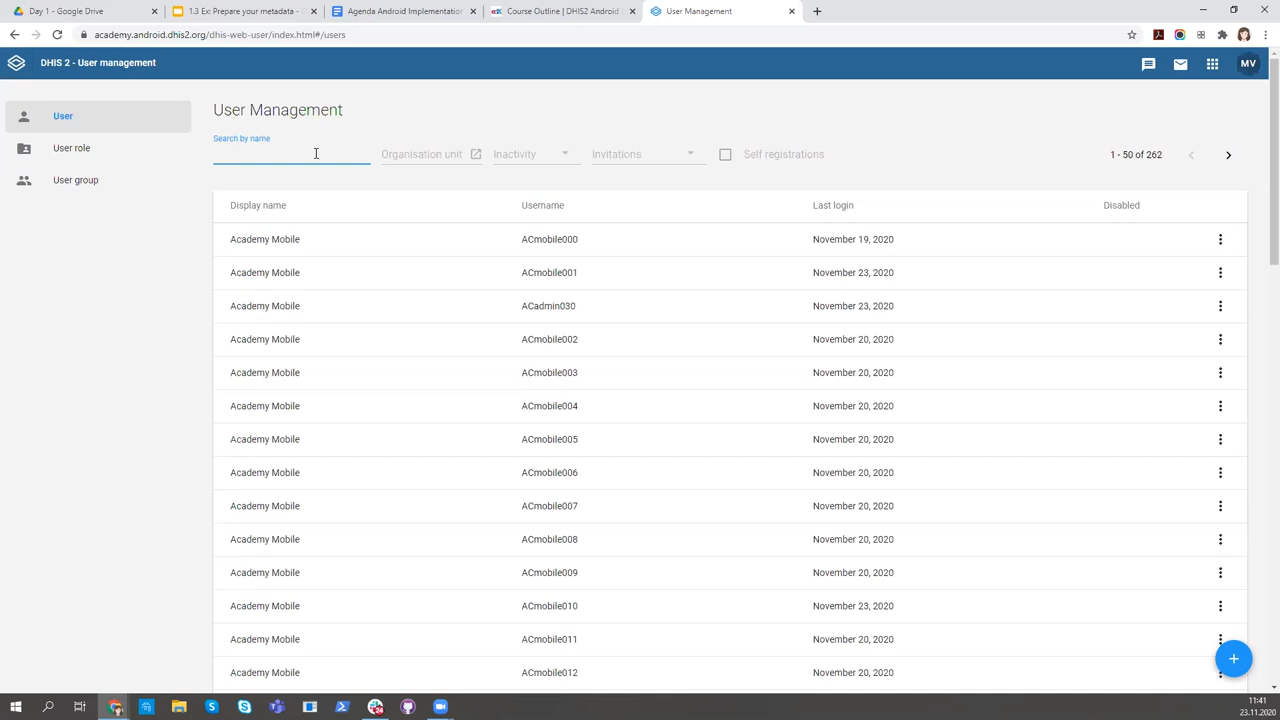 Day 1 - Google Drive
1.3 Ex: Prepare your metadata - E
Agenda Android Implementation
Course Outline | DHIS2 Android
User Management
academy.android.dhis2.org/dhis-web-user/index.html#/users
DHIS 2 - User management
MV
User
User role
User group
User Management
Search by name
Organisation unit
Inactivity
Invitations
Self registrations
1 - 50 of 262
Display name Username Last login Disabled
Academy Mobile ACmobile000 November 19, 2020
Academy Mobile ACmobile001 November 23, 2020
Academy Mobile ACadmin030 November 23, 2020
Academy Mobile ACmobile002 November 20, 2020
Academy Mobile ACmobile003 November 20, 2020
Academy Mobile ACmobile004 November 20, 2020
Academy Mobile ACmobile005 November 20, 2020
Academy Mobile ACmobile006 November 20, 2020
Academy Mobile ACmobile007 November 20, 2020
Academy Mobile ACmobile008 November 20, 2020
Academy Mobile ACmobile009 November 20, 2020
Academy Mobile ACmobile010 November 23, 2020
Academy Mobile ACmobile011 November 20, 2020
Academy Mobile ACmobile012 November 20, 2020
11:41
23.11.2020